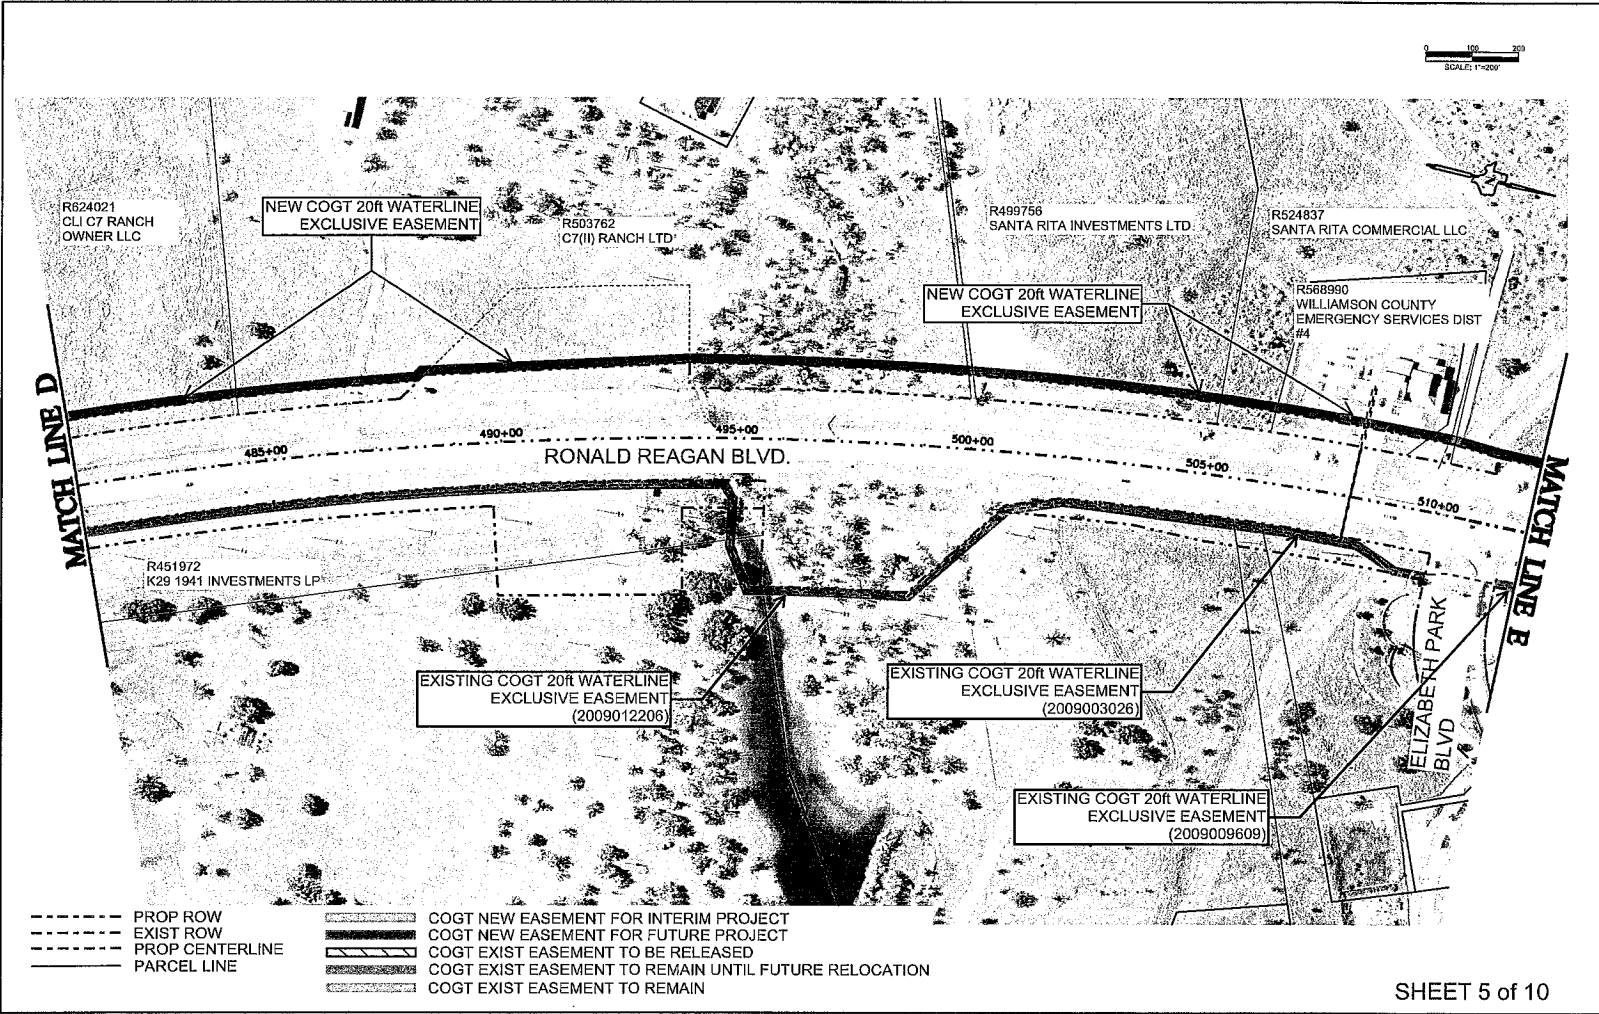 0 100 200
SCALE: 1"=200'
R624021
CLI C7 RANCH
OWNER LLC
NEW COGT 20ft WATERLINE
EXCLUSIVE EASEMENT
R503762
C7(II) RANCH LTD
R499756
SANTA RITA INVESTMENTS LTD
R524837
SANTA RITA COMMERCIAL LLC
NEW COGT 20ft WATERLINE
EXCLUSIVE EASEMENT
R568990
WILLIAMSON COUNTY
EMERGENCY SERVICES DIST
#4
MATCH LINE D
485+00
490+00
495+00
500+00
505+00
510+00
RONALD REAGAN BLVD.
MATCH LINE E
R451972
K29 1941 INVESTMENTS LP
EXISTING COGT 20ft WATERLINE
EXCLUSIVE EASEMENT
(2009012206)
EXISTING COGT 20ft WATERLINE
EXCLUSIVE EASEMENT
(2009003026)
ELIZABETH PARK
BLVD
EXISTING COGT 20ft WATERLINE
EXCLUSIVE EASEMENT
(2009009609)
PROP ROW
EXIST ROW
PROP CENTERLINE
PARCEL LINE
COGT NEW EASEMENT FOR INTERIM PROJECT
COGT NEW EASEMENT FOR FUTURE PROJECT
COGT EXIST EASEMENT TO BE RELEASED
COGT EXIST EASEMENT TO REMAIN UNTIL FUTURE RELOCATION
COGT EXIST EASEMENT TO REMAIN
SHEET 5 of 10